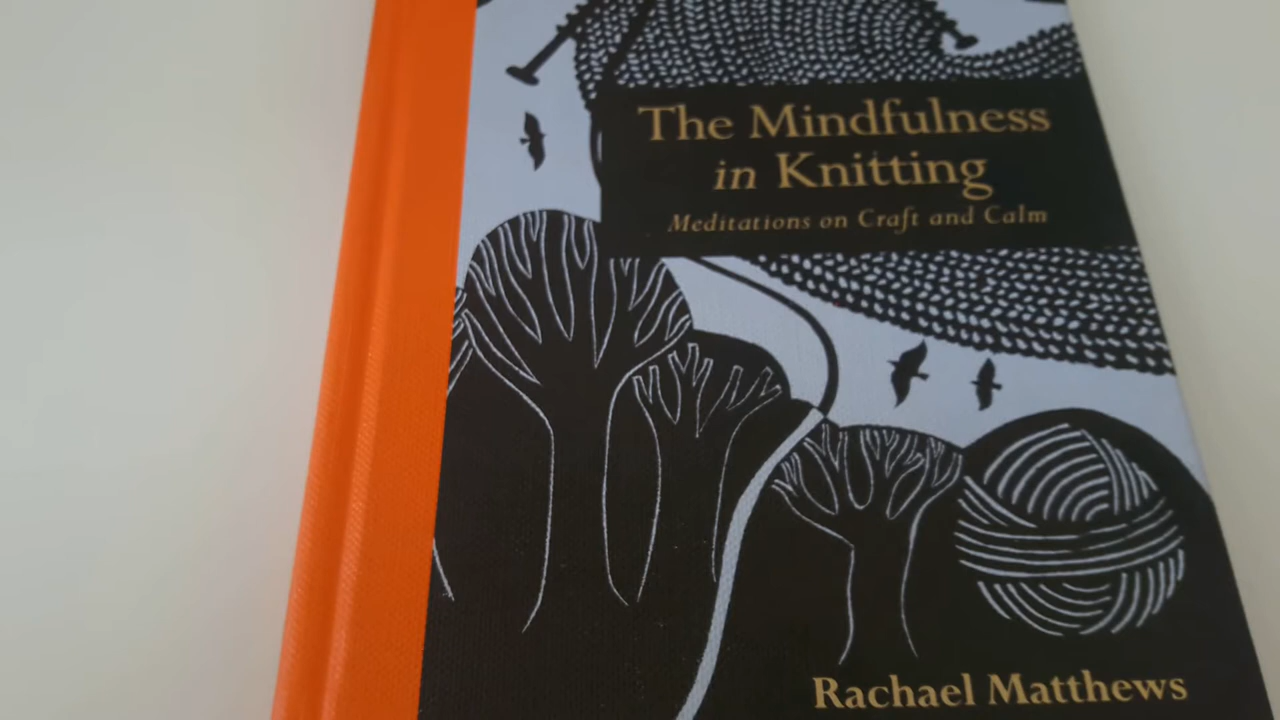 The Mindfulness
in Knitting
Meditations on Craft and Calm
Rachael Matthews